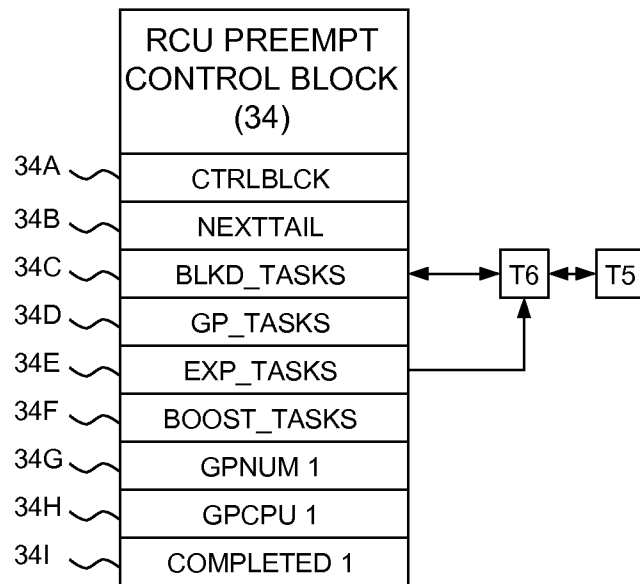 RCU PREEMPT
CONTROL BLOCK
(34)
34A CTRLBLCK
34B NEXTTAIL
34C BLKD_TASKS T6 T5
34D GP_TASKS
34E EXP_TASKS
34F BOOST_TASKS
34G GPNUM 1
34H GPCPU 1
34I COMPLETED 1